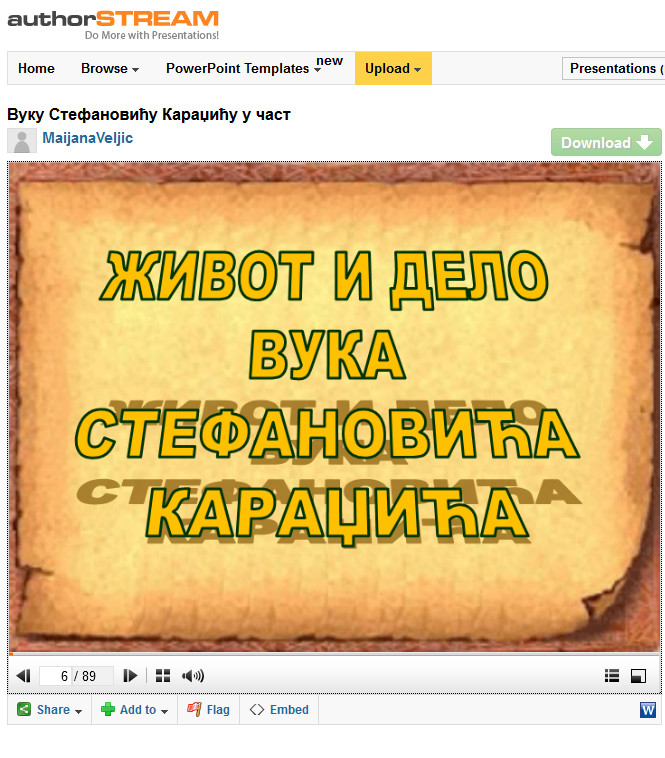 authorSTREAM
Do More with Presentations!
Home Browse PowerPoint Templates new Upload Presentations (
Вуку Стефановићу Караџићу у част
MaijanaVeljic
Download
ЖИВОТ И ДЕЛО
ВУКА
СТЕФАНОВИЋА
КАРАЏИЋА
6 / 89
Share Add to Flag Embed W